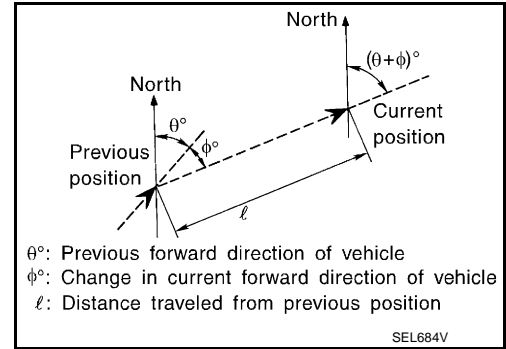 North
(θ+ϕ)°
North
θ°
ϕ°
Current
position
Previous
position
ℓ
θ°: Previous forward direction of vehicle
ϕ°: Change in current forward direction of vehicle
ℓ: Distance traveled from previous position
SEL684V